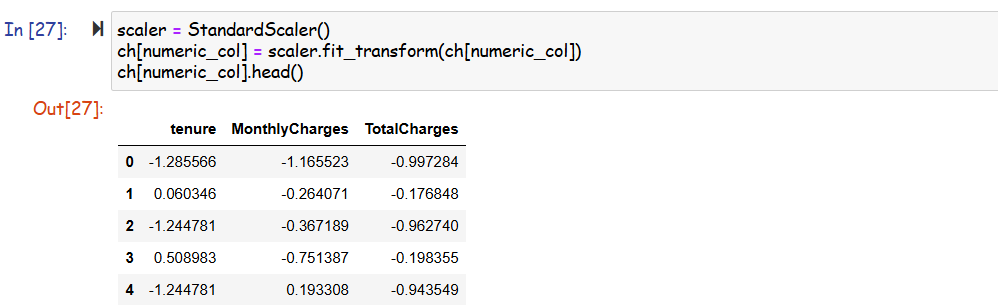 In [27]:
scaler = StandardScaler()
ch[numeric_col] = scaler.fit_transform(ch[numeric_col])
ch[numeric_col].head()
Out[27]:
tenure MonthlyCharges TotalCharges
0 -1.285566 -1.165523 -0.997284
1 0.060346 -0.264071 -0.176848
2 -1.244781 -0.367189 -0.962740
3 0.508983 -0.751387 -0.198355
4 -1.244781 0.193308 -0.943549